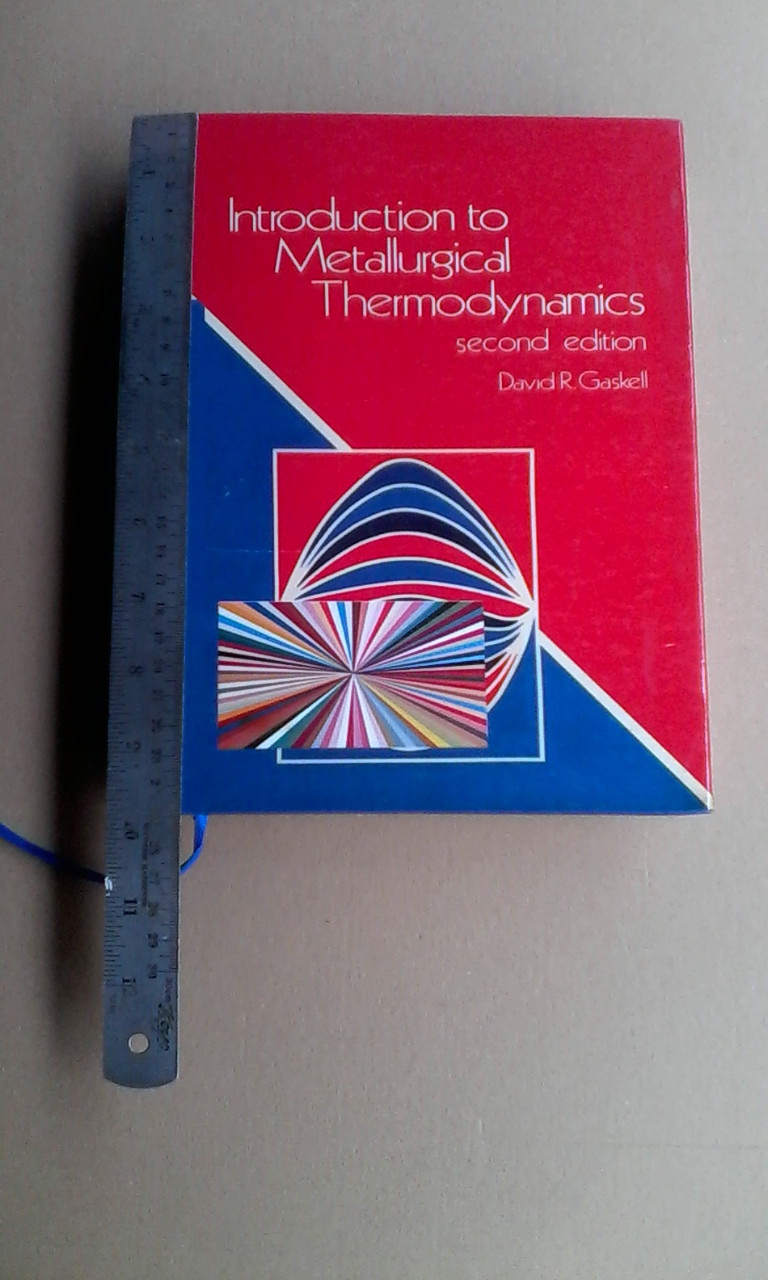 Introduction to
Metallurgical
Thermodynamics
second edition
David R. Gaskell